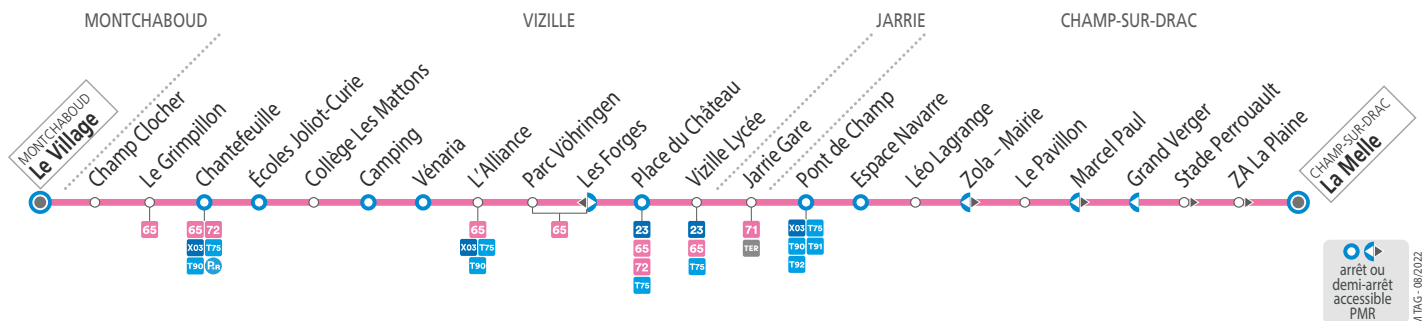 MONTCHABOUD
VIZILLE
JARRIE
CHAMP-SUR-DRAC
MONTCHABOUD
Le Village
Champ Clocher
Le Grimpillon
Chantefeuille
Écoles Joliot-Curie
Collège Les Mattons
Camping
Vénaria
L'Alliance
Parc Vöhringen
Les Forges
Place du Château
Vizille Lycée
Jarrie Gare
Pont de Champ
Espace Navarre
Léo Lagrange
Zola – Mairie
Le Pavillon
Marcel Paul
Grand Verger
Stade Perrouault
ZA La Plaine
CHAMP-SUR-DRAC
La Melle
65
65 72
X03 T75
T90 P+R
65
X03 T75
T90
65
23
65
72
T75
23
65
T75
71
TER
X03 T75
T90 T91
T92
arrêt ou
demi-arrêt
accessible
PMR
M TAG - 08/2022